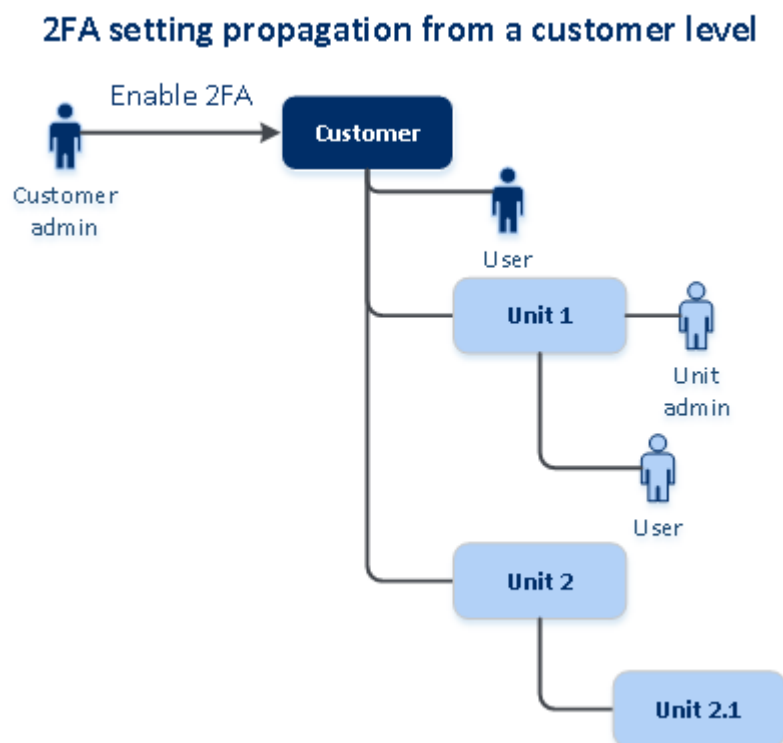 2FA setting propagation from a customer level
Enable 2FA
Customer
Customer
admin
User
Unit 1
Unit
admin
User
Unit 2
Unit 2.1